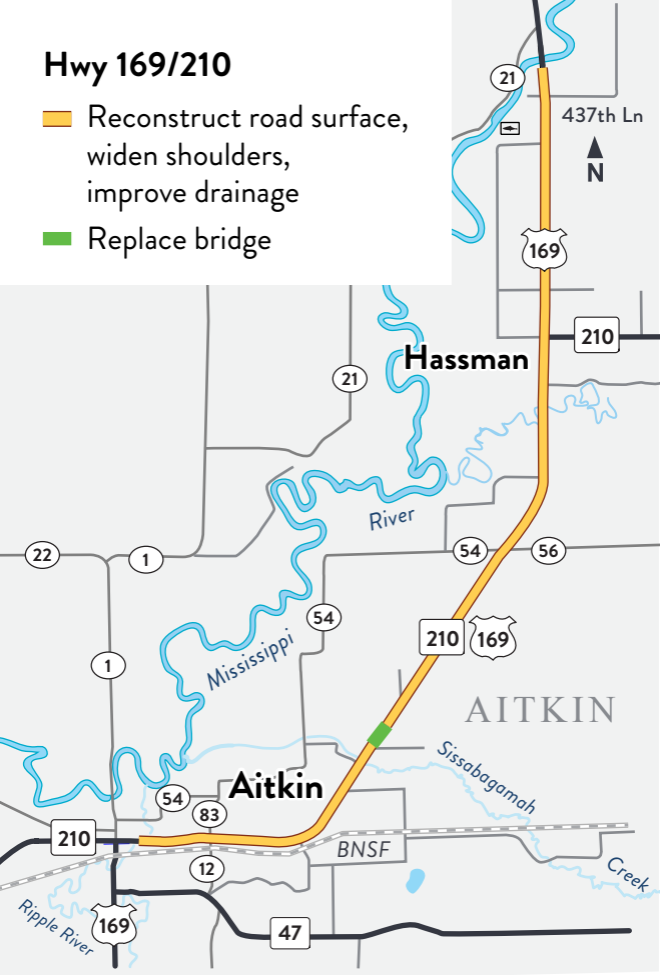 Hwy 169/210
Reconstruct road surface,
widen shoulders,
improve drainage
Replace bridge
21
437th Ln
N
169
210
Hassman
21
River
22
1
54
56
54
210
169
Mississippi
1
AITKIN
Sissabagamah
Aitkin
54
83
210
BNSF
12
Creek
Ripple River
169
47